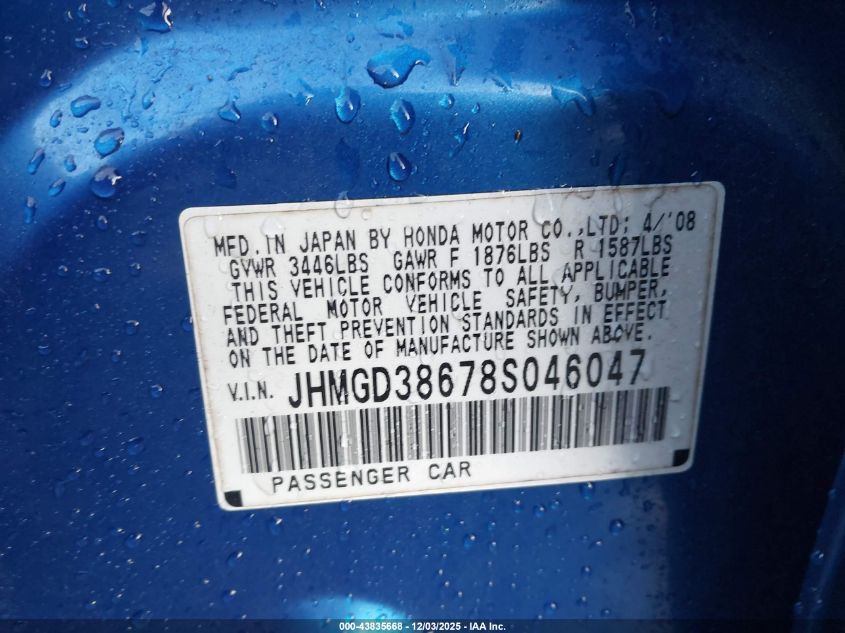 MFD. IN JAPAN BY HONDA MOTOR CO.,LTD; 4/'08
GVWR 3446LBS GAWR F 1876LBS R 1587LBS
THIS VEHICLE CONFORMS TO ALL APPLICABLE
FEDERAL MOTOR VEHICLE SAFETY, BUMPER,
AND THEFT PREVENTION STANDARDS IN EFFECT
ON THE DATE OF MANUFACTURE SHOWN ABOVE.
V.I.N. JHMGD38678S046047
PASSENGER CAR
000-43835668 - 12/03/2025 - IAA Inc.